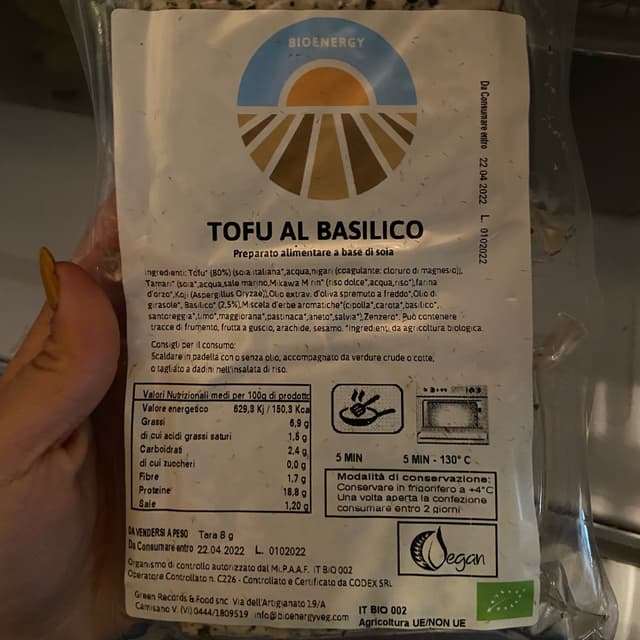 BIOENERGY
TOFU AL BASILICO
Preparato alimentare a base di soia
Da Consumare entro 22 04 2022 L. 0102022
Ingredienti: Tofu* (80%) (soia italiana*,acqua,nigari (coagulante: cloruro di magnesio)),
Tamari* (soia*,acqua,sale marino,Mikawa M rin* (riso dolce*,acqua,riso*),farina
d'orzo*,Koji (Aspergillus Oryzae)),Olio extrav. d'oliva spremuto a freddo*,Olio di
girasole*, Basilico* (2,5%),Miscela d'erbe aromatiche*(cipolla*,carota*,basilico*,
santoreggia*,timo*,maggiorana*,pastinaca*,aneto*,salvia*),Zenzero*. Può contenere
tracce di frumento, frutta a guscio, arachide, sesamo. *Ingredienti da agricoltura biologica.
Consigli per il consumo:
Scaldare in padella con o senza olio, accompagnato da verdure crude o cotte,
o tagliato a dadini nell'insalata di riso.
Valori Nutrizionali medi per 100g di prodotto
Valore energetico 629,3 Kj / 150,3 Kca
Grassi 6,9 g
di cui acidi grassi saturi 1,5 g
Carboidrati 2,4 g
di cui zuccheri 0,0 g
Fibre 1,7 g
Proteine 18,8 g
Sale 1,20 g
5 MIN
5 MIN - 130° C
Modalità di conservazione:
Conservare in frigorifero a +4°C
Una volta aperta la confezione
consumare entro 2 giorni
DA VENDERSI A PESO Tara 8 g
Da Consumare entro 22.04.2022 L. 0102022
Vegan
Organismo di controllo autorizzato dal Mi.P.A.A.F. IT BIO 002
Operatore Controllato n. C226 - Controllato e Certificato da CODEX SRL
Green Records & Food snc Via dell'Artigianato 19/A
Camisano V. (VI) 0444/1809519 info@bioenergyveg.com
IT BIO 002
Agricoltura UE/NON UE